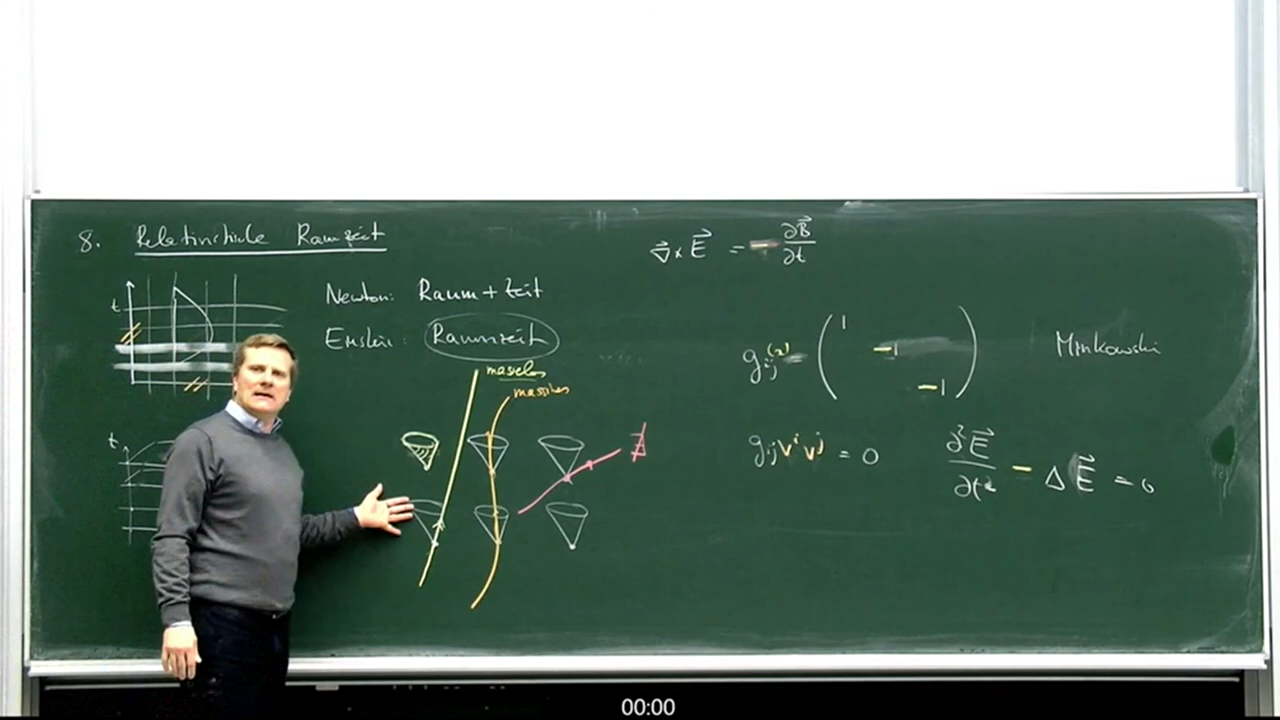 8. Relativistische Raumzeit
t
Newton: Raum + Zeit
Einstein: Raumzeit
masselos
massives
∄
t
∇⃗ × E⃗ = − ∂B⃗/∂t
g_ij^(x) = ( 1 −1 −1 )
Minkowski
g_ij v^i v^j = 0
∂²E⃗/∂t² − ΔE⃗ = 0
00:00